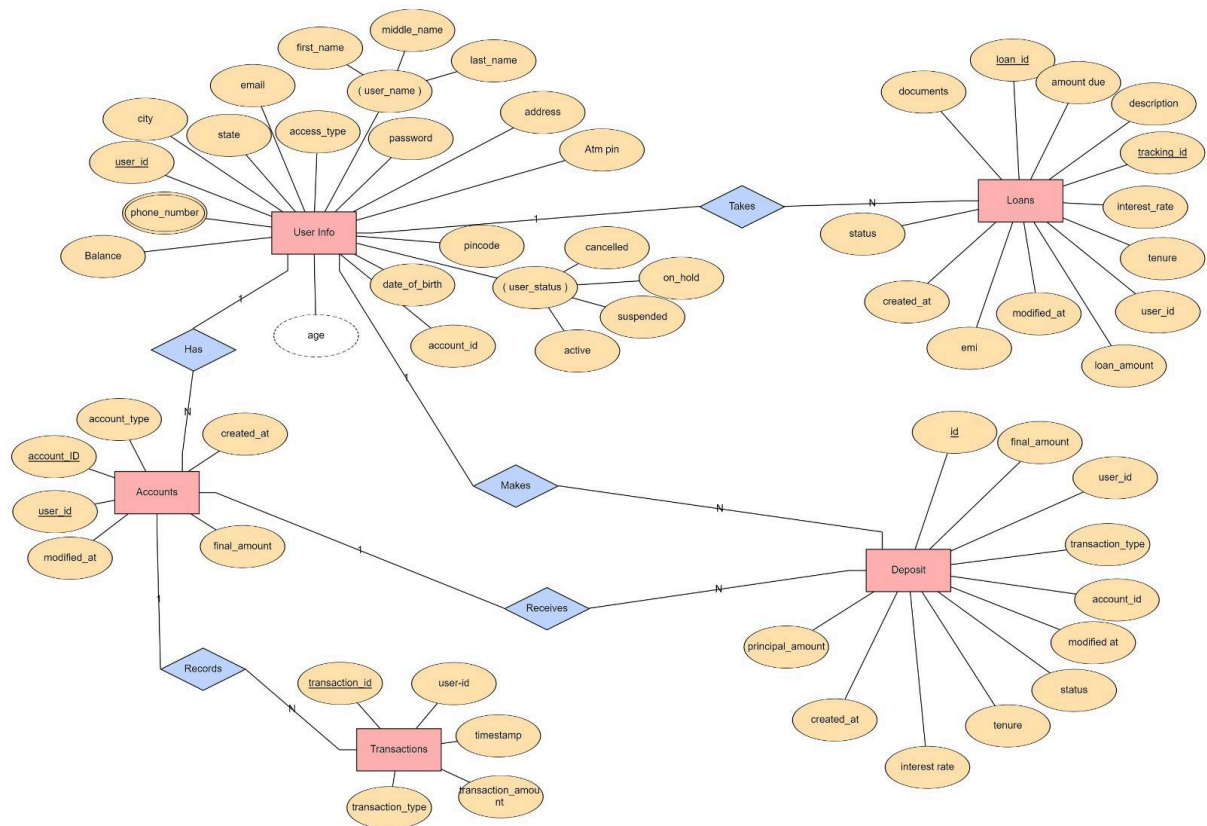 middle_name
first_name
last_name
( user_name )
email
city
state
access_type
password
address
Atm pin
user_id
phone_number
Balance
User Info
pincode
date_of_birth
account_id
age
( user_status )
cancelled
on_hold
suspended
active
1
Takes
N
loan_id
amount due
documents
description
tracking_id
Loans
interest_rate
status
tenure
created_at
user_id
modified_at
emi
loan_amount
1
Has
N
account_type
created_at
account_ID
Accounts
user_id
modified_at
final_amount
1
Makes
N
id
final_amount
user_id
transaction_type
Deposit
account_id
modified at
principal_amount
status
created_at
tenure
interest rate
1
Receives
N
1
Records
N
transaction_id
user-id
timestamp
Transactions
transaction_amou
nt
transaction_type